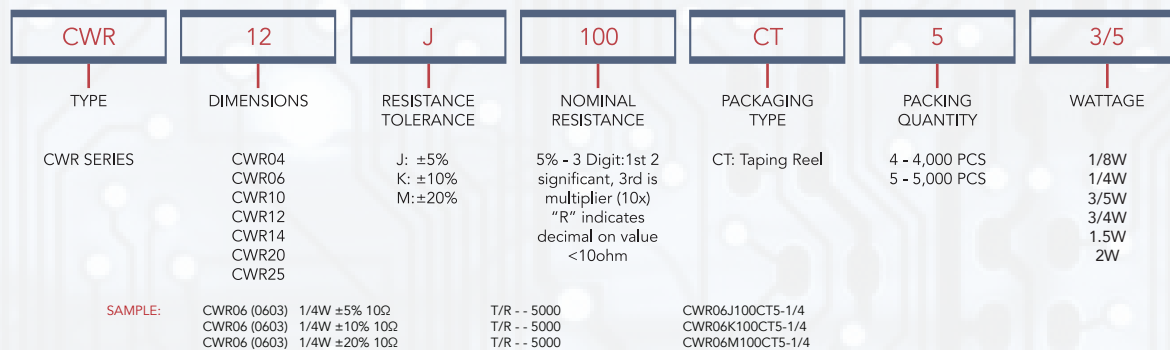 CWR 12 J 100 CT 5 3/5
TYPE DIMENSIONS RESISTANCE TOLERANCE NOMINAL RESISTANCE PACKAGING TYPE PACKING QUANTITY WATTAGE
CWR SERIES
CWR04
CWR06
CWR10
CWR12
CWR14
CWR20
CWR25
J: ±5%
K: ±10%
M:±20%
5% - 3 Digit:1st 2
significant, 3rd is
multiplier (10x)
"R" indicates
decimal on value
<10ohm
CT: Taping Reel
4 - 4,000 PCS
5 - 5,000 PCS
1/8W
1/4W
3/5W
3/4W
1.5W
2W
SAMPLE: CWR06 (0603) 1/4W ±5% 10Ω T/R - - 5000 CWR06J100CT5-1/4
CWR06 (0603) 1/4W ±10% 10Ω T/R - - 5000 CWR06K100CT5-1/4
CWR06 (0603) 1/4W ±20% 10Ω T/R - - 5000 CWR06M100CT5-1/4